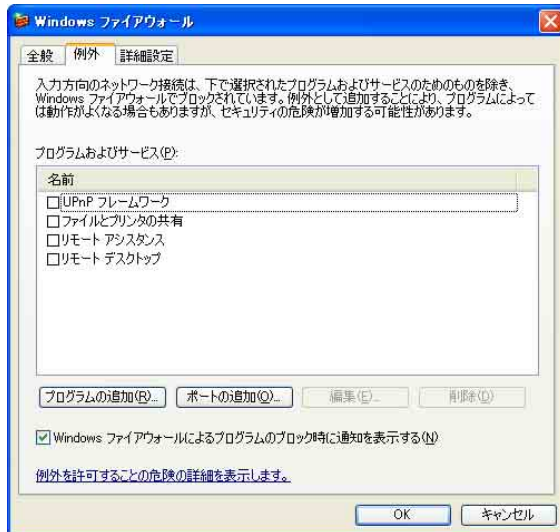 Windows ファイアウォール
全般 例外 詳細設定
入力方向のネットワーク接続は、下で選択されたプログラムおよびサービスのためのものを除き、
Windows ファイアウォールでブロックされています。例外として追加することにより、プログラムによって
は動作がよくなる場合もありますが、セキュリティの危険が増加する可能性があります。
プログラムおよびサービス(P):
名前
UPnP フレームワーク
ファイルとプリンタの共有
リモート アシスタンス
リモート デスクトップ
プログラムの追加(R)... ポートの追加(O)... 編集(E)... 削除(D)
Windows ファイアウォールによるプログラムのブロック時に通知を表示する(N)
例外を許可することの危険の詳細を表示します。
OK キャンセル